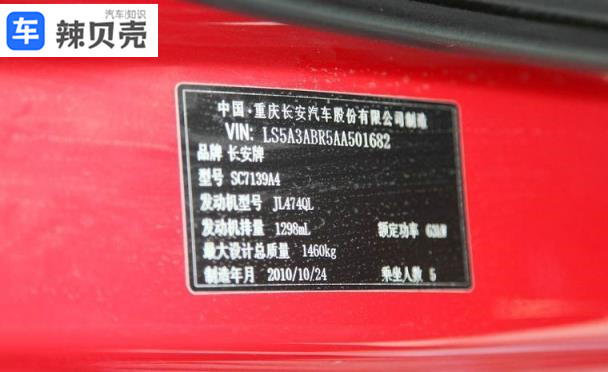 汽车|知识
车 辣贝壳
中国·重庆长安汽车股份有限公司制造
VIN: LS5A3ABR5AA501682
品牌 长安牌
型号 SC7139A4
发动机型号 JL474QL
发动机排量 1298mL 额定功率 63kW
最大设计总质量 1460kg
制造年月 2010/10/24 乘坐人数 5